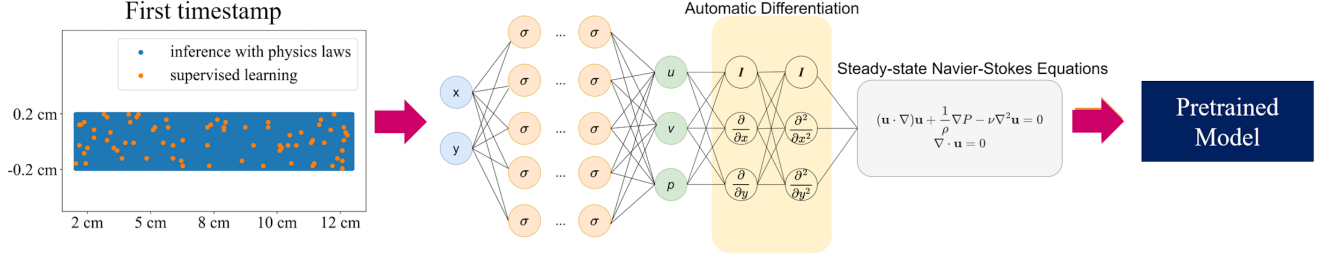 First timestamp
inference with physics laws
supervised learning
0.2 cm
-0.2 cm
2 cm
5 cm
8 cm
10 cm
12 cm
x
y
σ ... σ
σ ... σ
σ ... σ
σ ... σ
σ ... σ
u
v
p
Automatic Differentiation
I I
∂/∂x ∂²/∂x²
∂/∂y ∂²/∂y²
Steady-state Navier-Stokes Equations
(u · ∇)u + 1/ρ ∇P − ν∇²u = 0
∇ · u = 0
Pretrained
Model